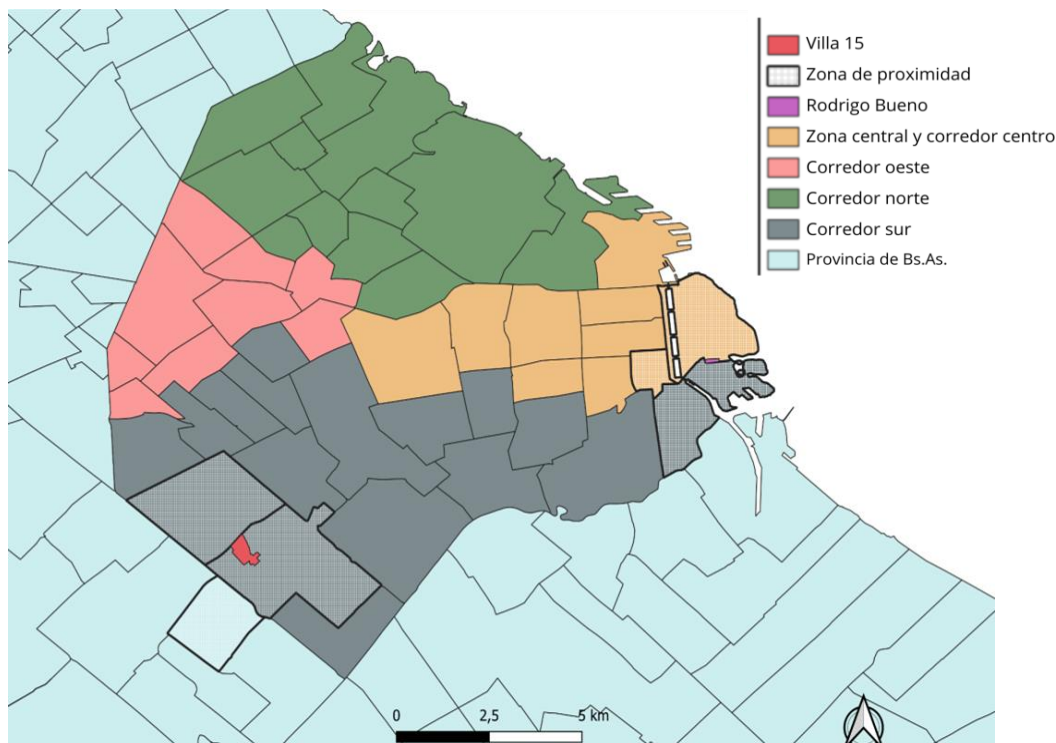 Villa 15
Zona de proximidad
Rodrigo Bueno
Zona central y corredor centro
Corredor oeste
Corredor norte
Corredor sur
Provincia de Bs.As.
0 2,5 5 km